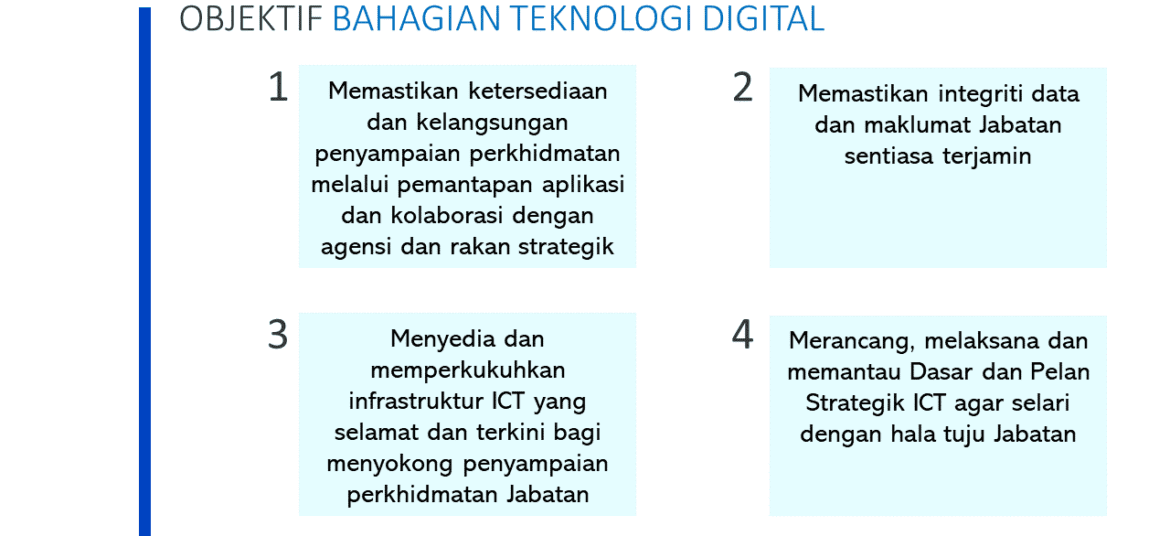 OBJEKTIF BAHAGIAN TEKNOLOGI DIGITAL
1
Memastikan ketersediaan
dan kelangsungan
penyampaian perkhidmatan
melalui pemantapan aplikasi
dan kolaborasi dengan
agensi dan rakan strategik
2
Memastikan integriti data
dan maklumat Jabatan
sentiasa terjamin
3
Menyedia dan
memperkukuhkan
infrastruktur ICT yang
selamat dan terkini bagi
menyokong penyampaian
perkhidmatan Jabatan
4
Merancang, melaksana dan
memantau Dasar dan Pelan
Strategik ICT agar selari
dengan hala tuju Jabatan